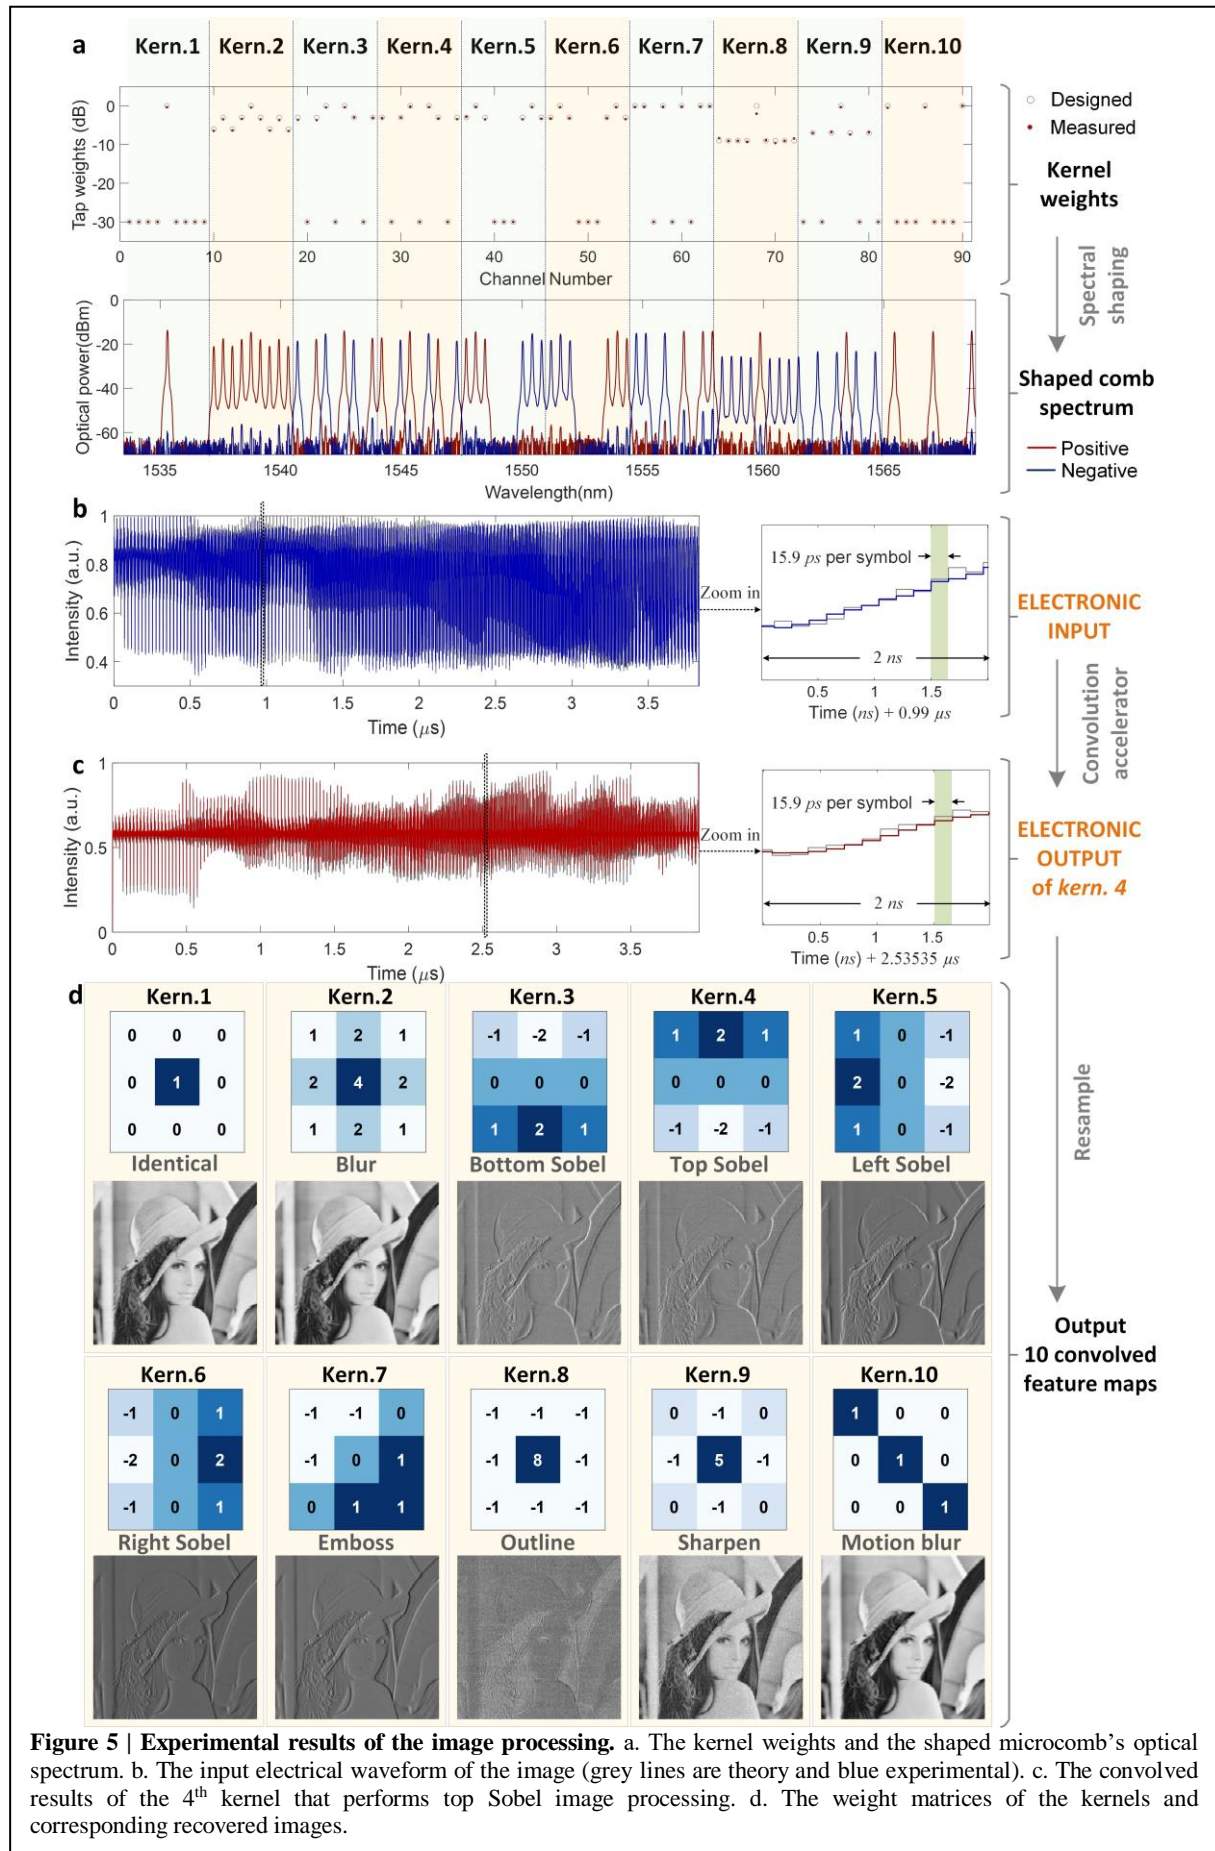 a
Kern.1 Kern.2 Kern.3 Kern.4 Kern.5 Kern.6 Kern.7 Kern.8 Kern.9 Kern.10
Tap weights (dB)
0
-10
-20
-30
0 10 20 30 40 50 60 70 80 90
Channel Number
Designed
Measured
Kernel
weights
Spectral
shaping
Optical power(dBm)
0
-20
-40
-60
1535 1540 1545 1550 1555 1560 1565
Wavelength(nm)
Shaped comb
spectrum
Positive
Negative
b
Intensity (a.u.)
1
0.8
0.6
0.4
0 0.5 1 1.5 2 2.5 3 3.5
Time (μs)
Zoom in
15.9 ps per symbol
2 ns
0.5 1 1.5
Time (ns) + 0.99 μs
ELECTRONIC
INPUT
Convolution
accelerator
c
Intensity (a.u.)
1
0.5
0
0 0.5 1 1.5 2 2.5 3 3.5
Time (μs)
Zoom in
15.9 ps per symbol
2 ns
0.5 1 1.5
Time (ns) + 2.53535 μs
ELECTRONIC
OUTPUT
of kern. 4
Resample
d
Kern.1 Kern.2 Kern.3 Kern.4 Kern.5
0 0 0 1 2 1 -1 -2 -1 1 2 1 1 0 -1
0 1 0 2 4 2 0 0 0 0 0 0 2 0 -2
0 0 0 1 2 1 1 2 1 -1 -2 -1 1 0 -1
Identical Blur Bottom Sobel Top Sobel Left Sobel
Output
10 convolved
feature maps
Kern.6 Kern.7 Kern.8 Kern.9 Kern.10
-1 0 1 -1 -1 0 -1 -1 -1 0 -1 0 1 0 0
-2 0 2 -1 0 1 -1 8 -1 -1 5 -1 0 1 0
-1 0 1 0 1 1 -1 -1 -1 0 -1 0 0 0 1
Right Sobel Emboss Outline Sharpen Motion blur
Figure 5 | Experimental results of the image processing. a. The kernel weights and the shaped microcomb's optical
spectrum. b. The input electrical waveform of the image (grey lines are theory and blue experimental). c. The convolved
results of the 4th kernel that performs top Sobel image processing. d. The weight matrices of the kernels and
corresponding recovered images.